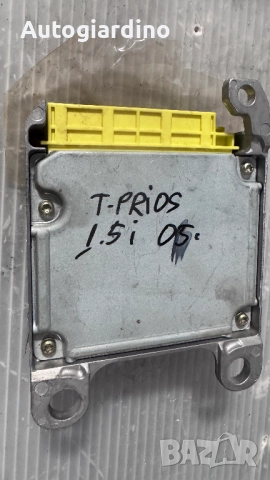 Autogiardino
T-PRiOS
1.5i 05.
BAZAR